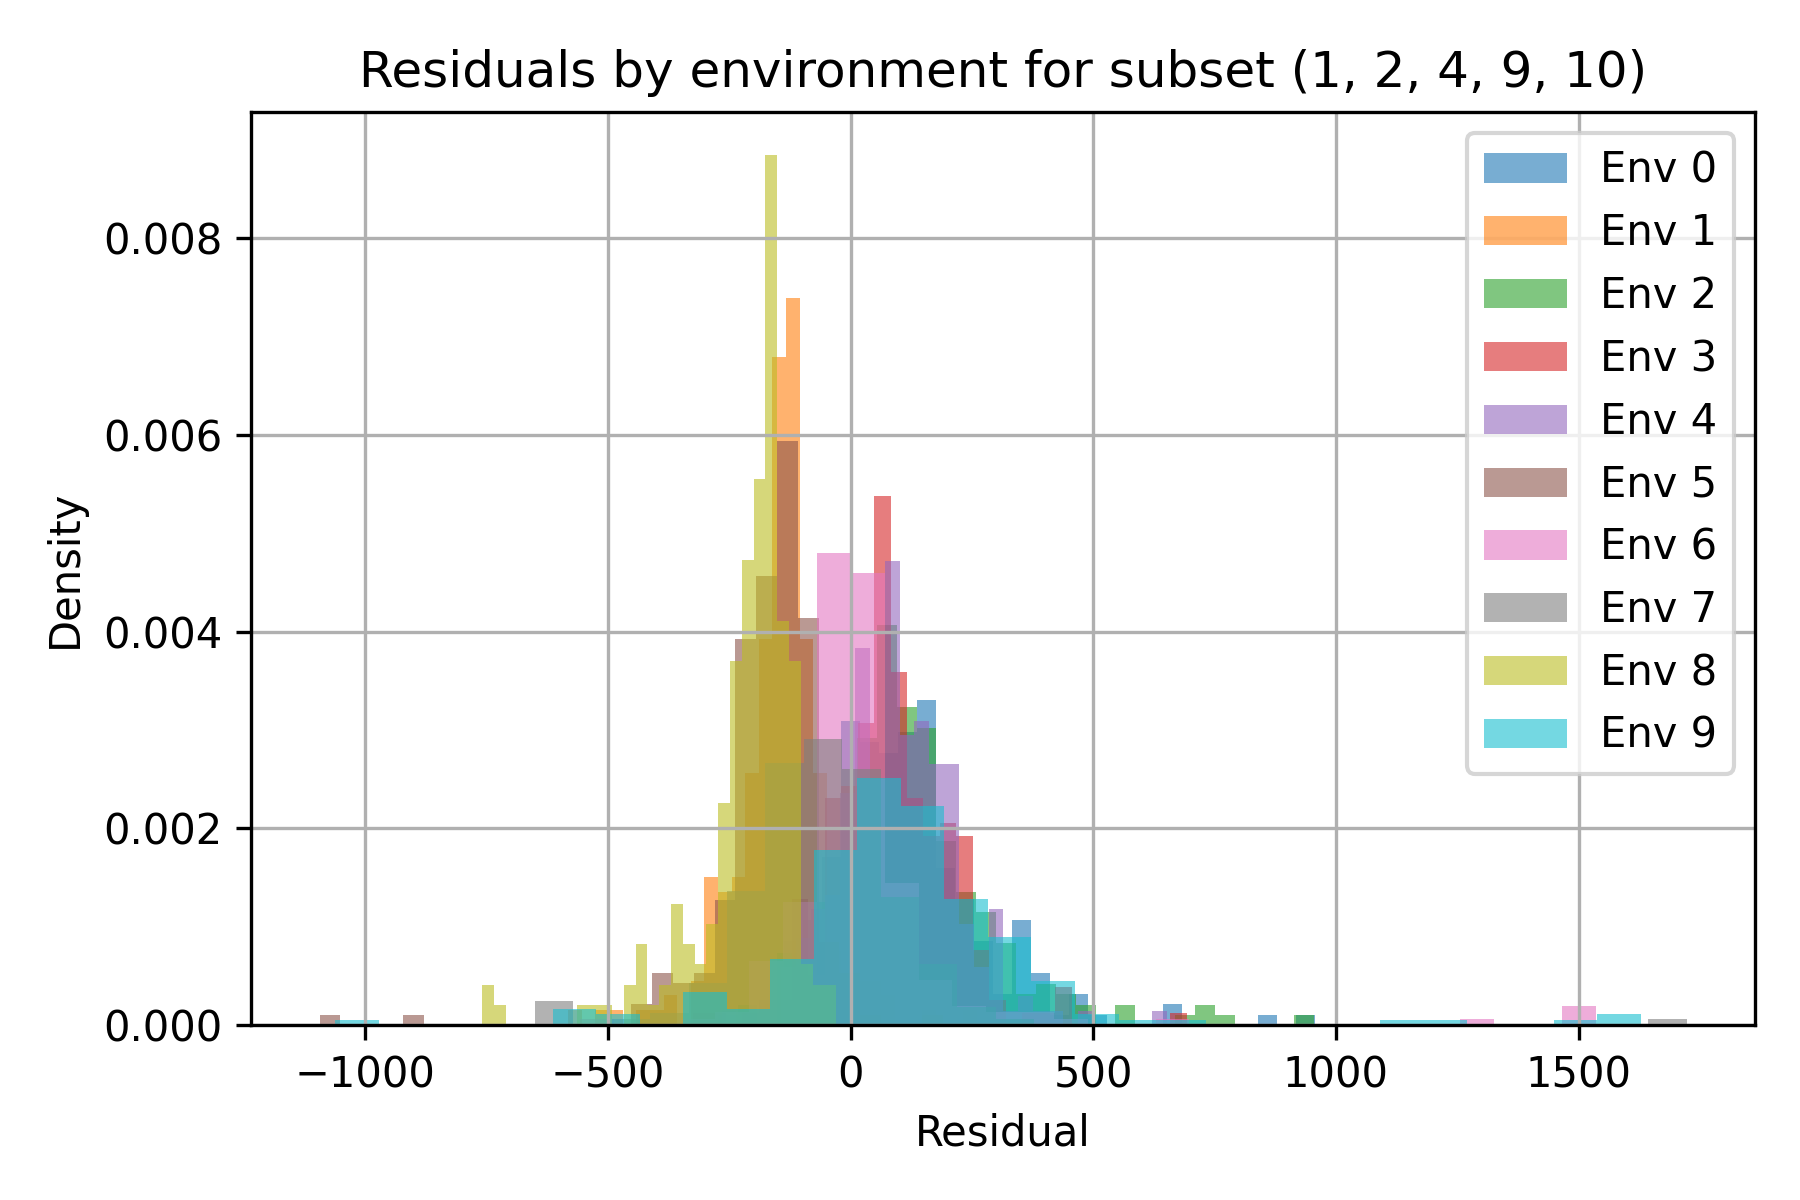 Residuals by environment for subset (1, 2, 4, 9, 10)
Density
0.008
0.006
0.004
0.002
0.000
−1000
−500
0
500
1000
1500
Residual
Env 0
Env 1
Env 2
Env 3
Env 4
Env 5
Env 6
Env 7
Env 8
Env 9